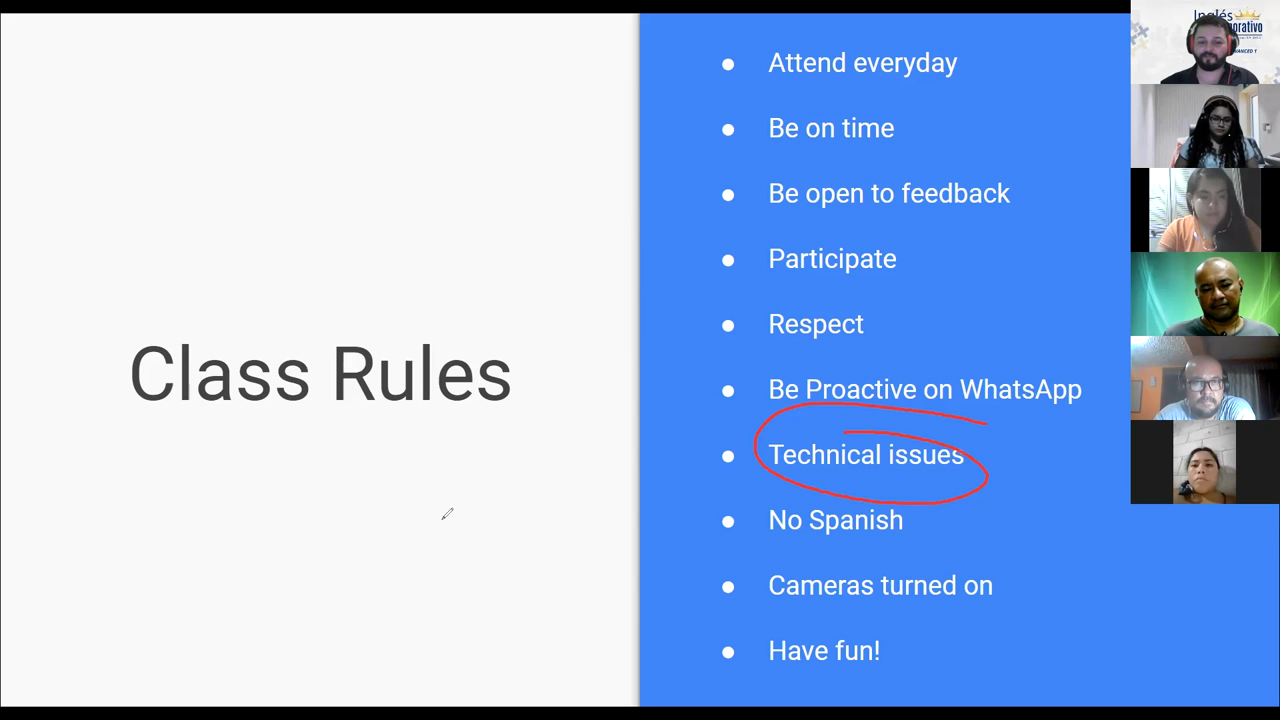 Class Rules
Attend everyday
Be on time
Be open to feedback
Participate
Respect
Be Proactive on WhatsApp
Technical issues
No Spanish
Cameras turned on
Have fun!
Inglés